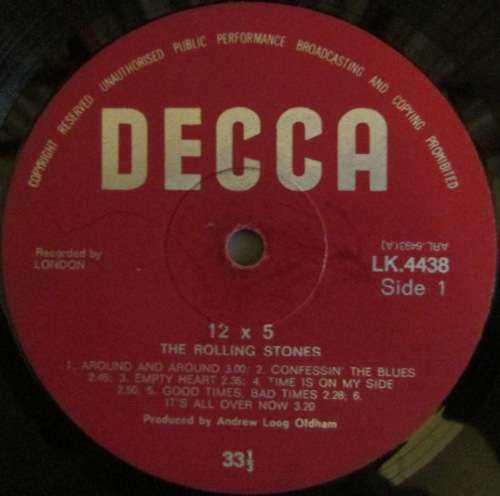 COPYRIGHT RESERVED UNAUTHORISED PUBLIC PERFORMANCE BROADCASTING AND COPYING PROHIBITED
DECCA
Recorded by
LONDON
ARL-6493(A)
LK.4438
Side 1
12 x 5
THE ROLLING STONES
1. AROUND AND AROUND 3.00: 2. CONFESSIN' THE BLUES
2.45; 3. EMPTY HEART 2.35; 4. TIME IS ON MY SIDE
2.50; 5. GOOD TIMES, BAD TIMES 2.28; 6.
IT'S ALL OVER NOW 3.20
Produced by Andrew Loog Oldham
33⅓